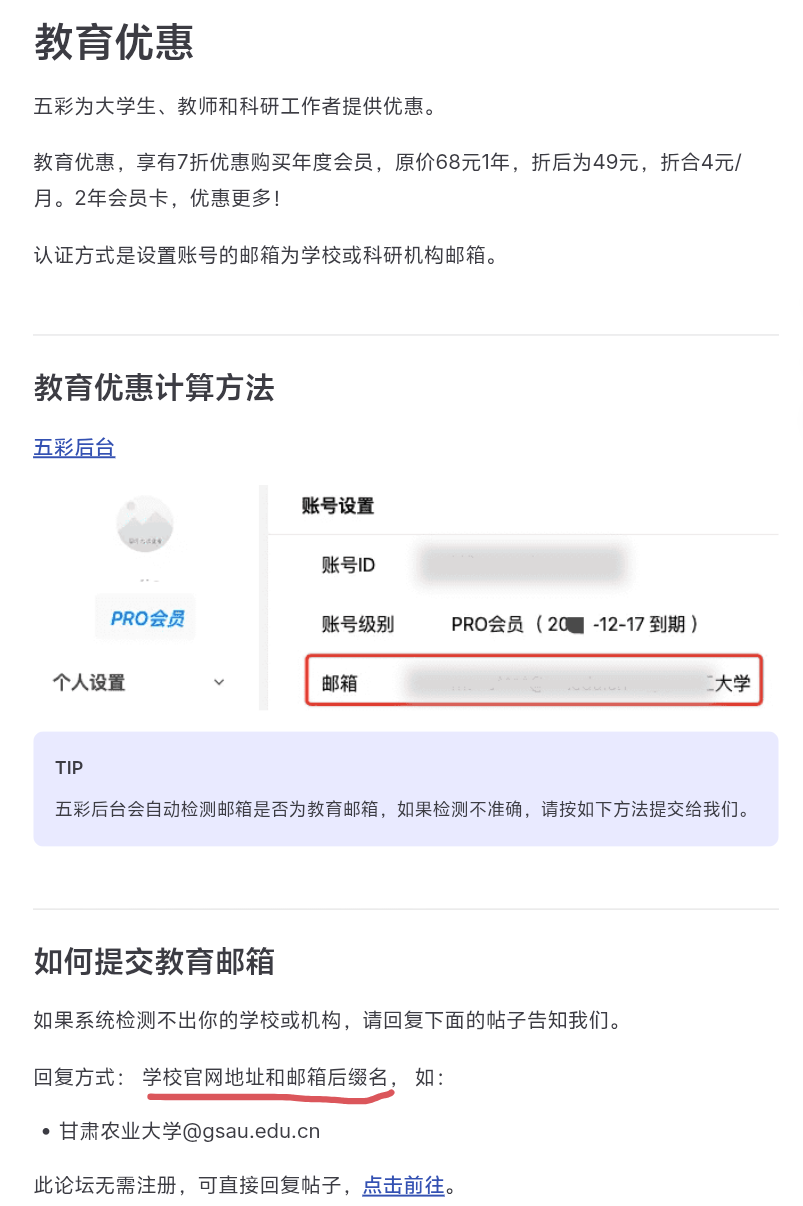 教育优惠
五彩为大学生、教师和科研工作者提供优惠。
教育优惠，享有7折优惠购买年度会员，原价68元1年，折后为49元，折合4元/
月。2年会员卡，优惠更多！
认证方式是设置账号的邮箱为学校或科研机构邮箱。
教育优惠计算方法
五彩后台
账号设置
账号ID
PRO会员
账号级别 PRO会员（ 20 -12-17 到期 ）
个人设置
邮箱 大学
TIP
五彩后台会自动检测邮箱是否为教育邮箱，如果检测不准确，请按如下方法提交给我们。
如何提交教育邮箱
如果系统检测不出你的学校或机构，请回复下面的帖子告知我们。
回复方式： 学校官网地址和邮箱后缀名， 如：
• 甘肃农业大学@gsau.edu.cn
此论坛无需注册，可直接回复帖子，点击前往。